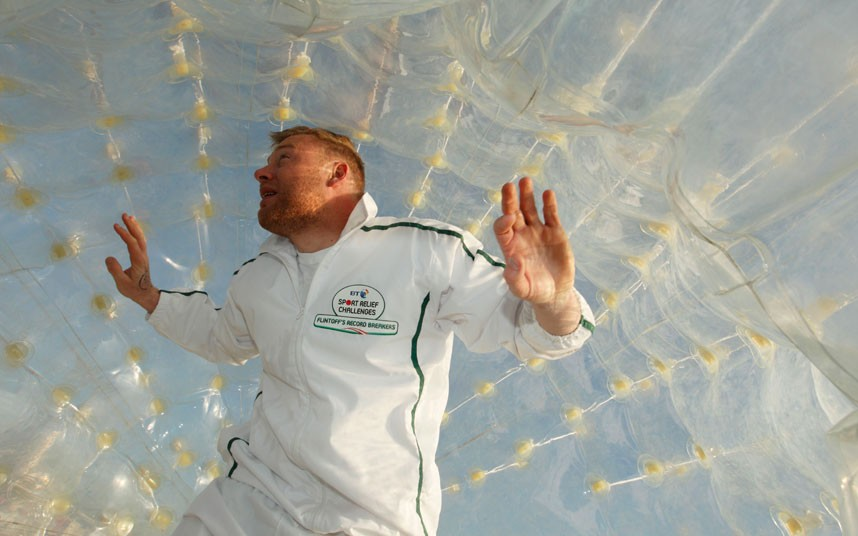 BT
SPORT RELIEF
CHALLENGES
FLINTOFF'S RECORD BREAKERS